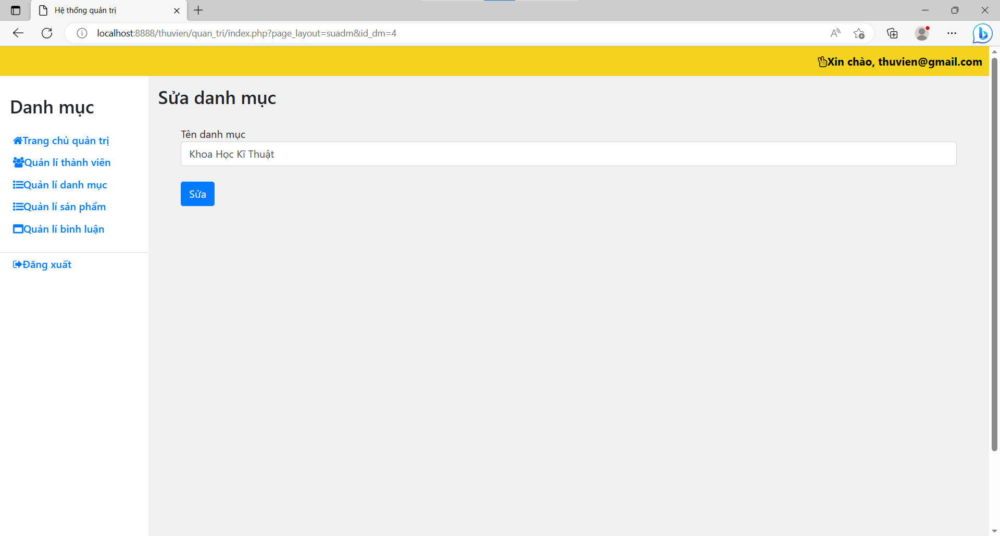 Hệ thống quản trị
localhost:8888/thuvien/quan_tri/index.php?page_layout=suadm&id_dm=4
Xin chào, thuvien@gmail.com
Danh mục
Trang chủ quản trị
Quản lí thành viên
Quản lí danh mục
Quản lí sản phẩm
Quản lí bình luận
Đăng xuất
Sửa danh mục
Tên danh mục
Khoa Học Kĩ Thuật
Sửa